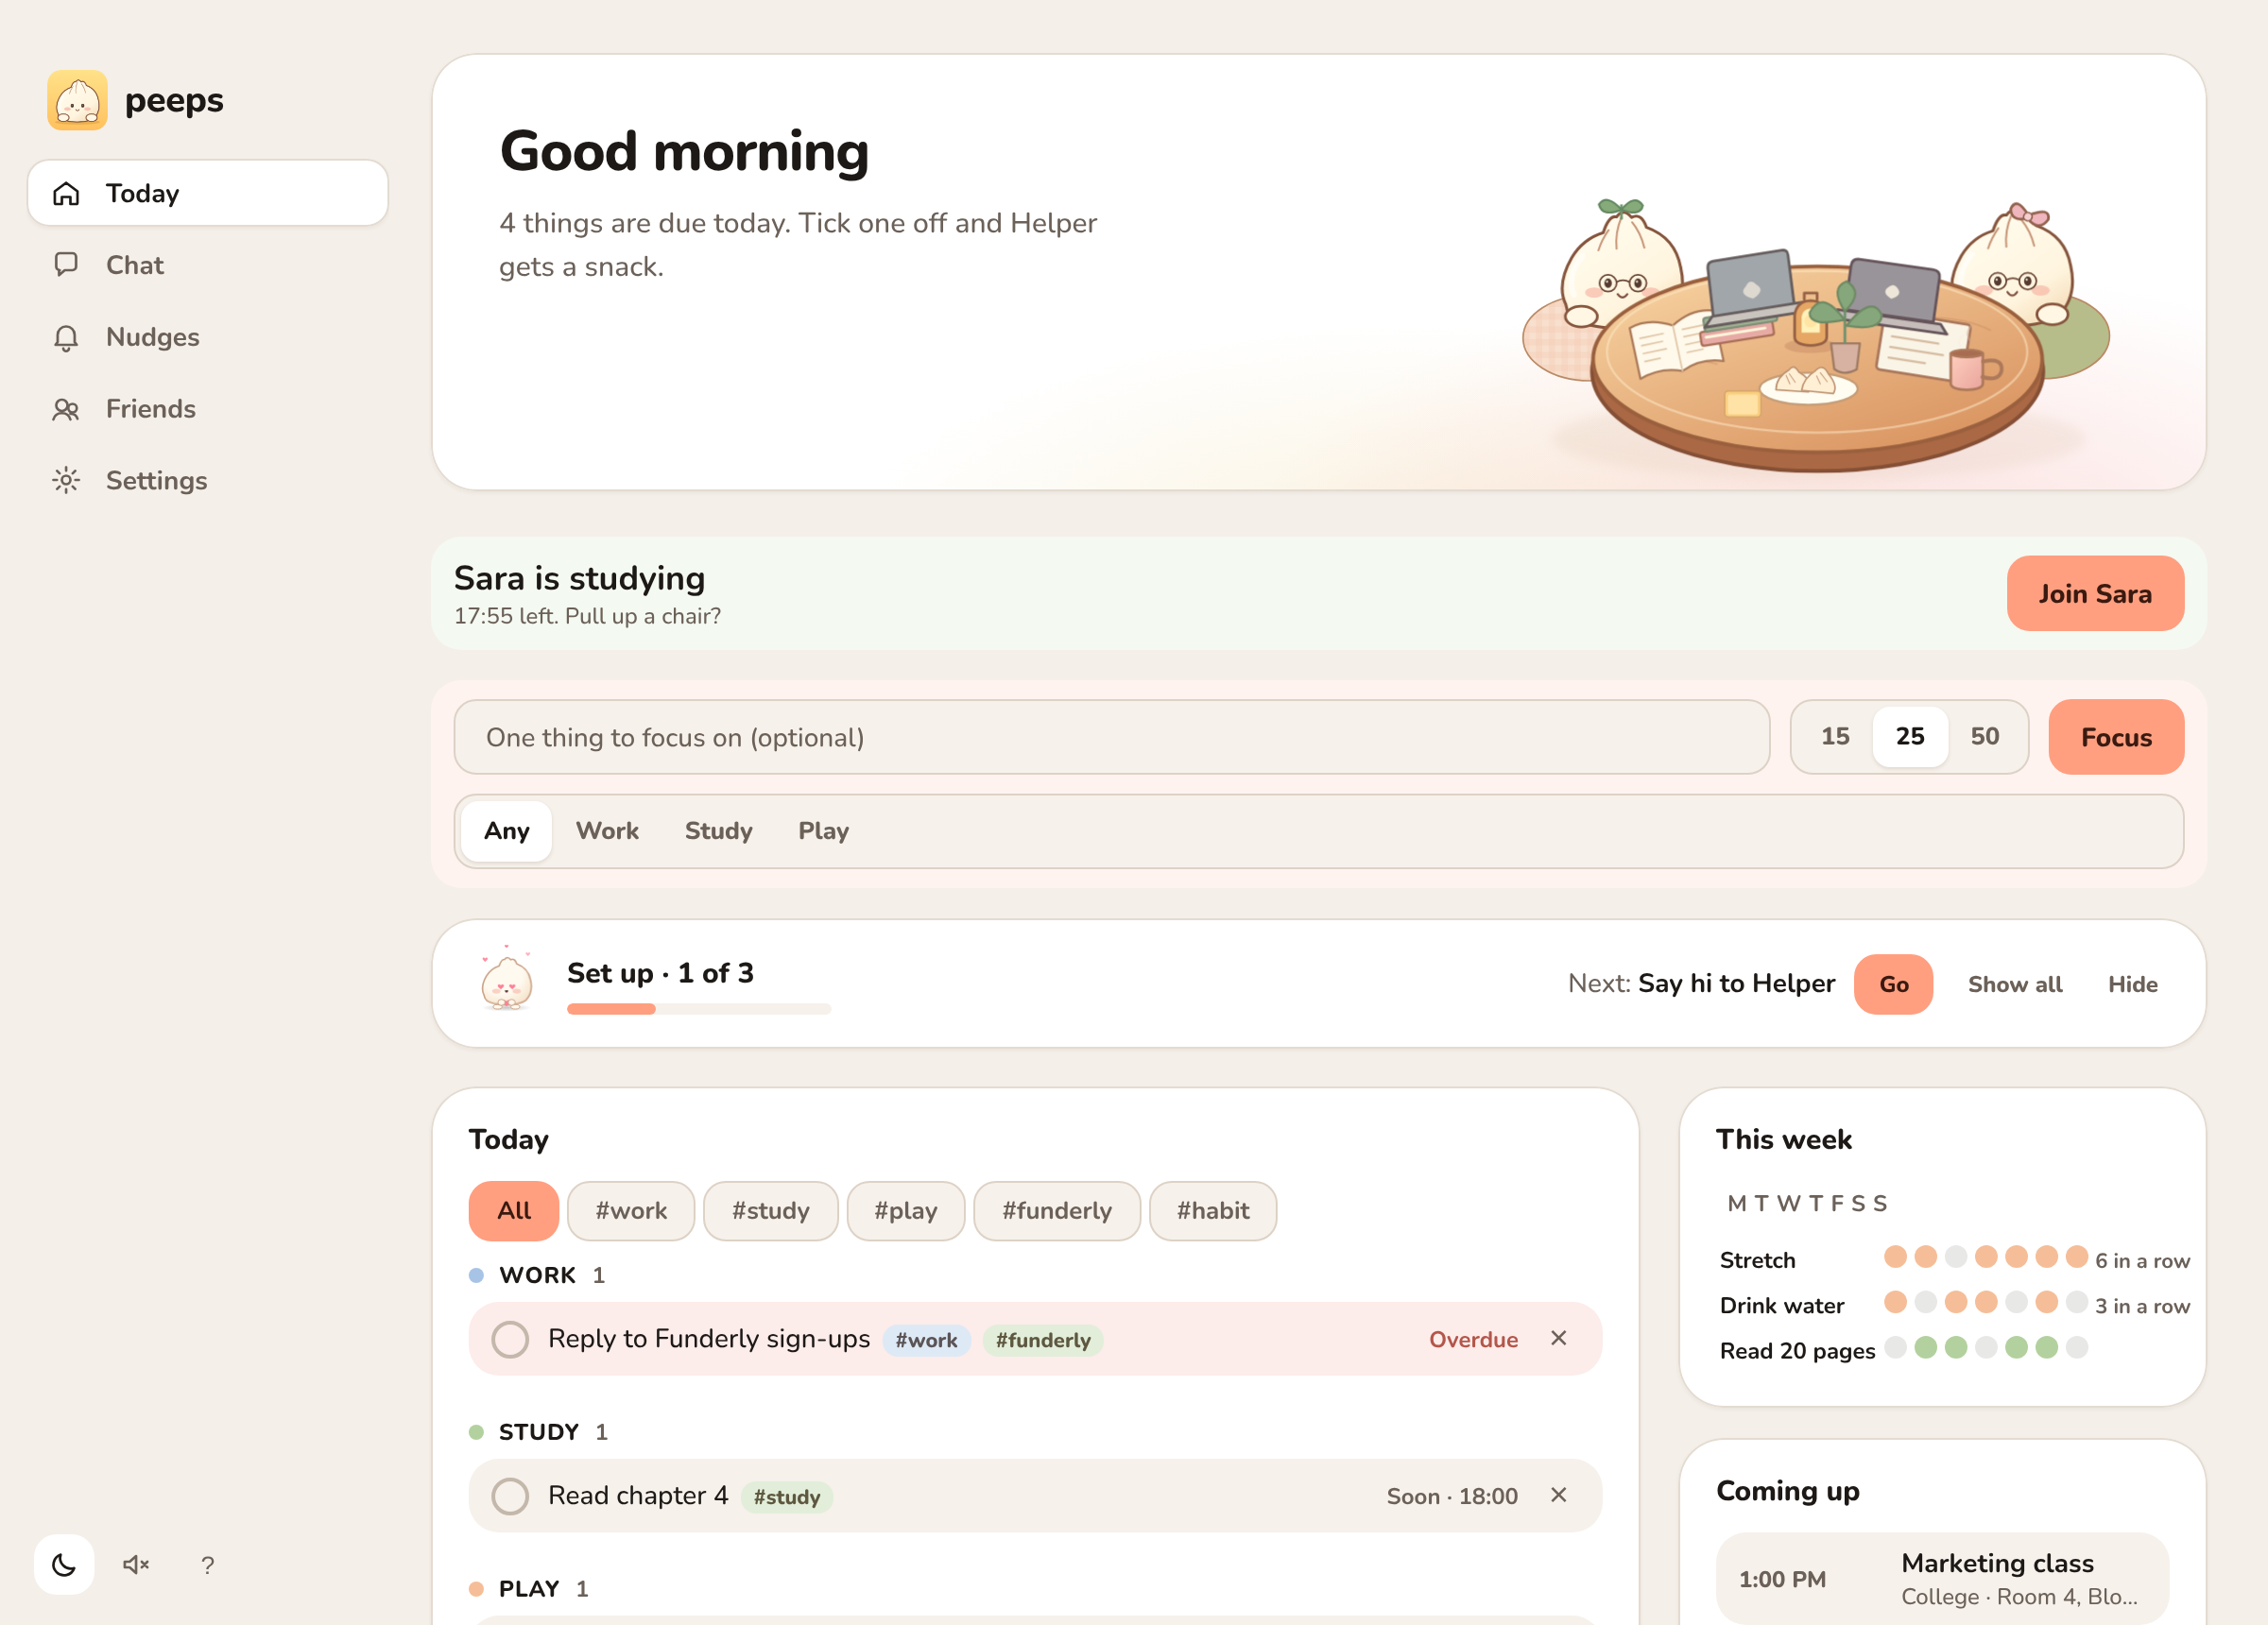 peeps
Today
Chat
Nudges
Friends
Settings
?
Good morning
4 things are due today. Tick one off and Helper
gets a snack.
Sara is studying
17:55 left. Pull up a chair?
Join Sara
One thing to focus on (optional)
15 25 50
Focus
Any Work Study Play
Set up · 1 of 3
Next: Say hi to Helper
Go
Show all
Hide
Today
All #work #study #play #funderly #habit
WORK 1
Reply to Funderly sign-ups #work #funderly Overdue ✕
STUDY 1
Read chapter 4 #study Soon · 18:00 ✕
PLAY 1
This week
M T W T F S S
Stretch 6 in a row
Drink water 3 in a row
Read 20 pages
Coming up
1:00 PM
Marketing class
College · Room 4, Blo...